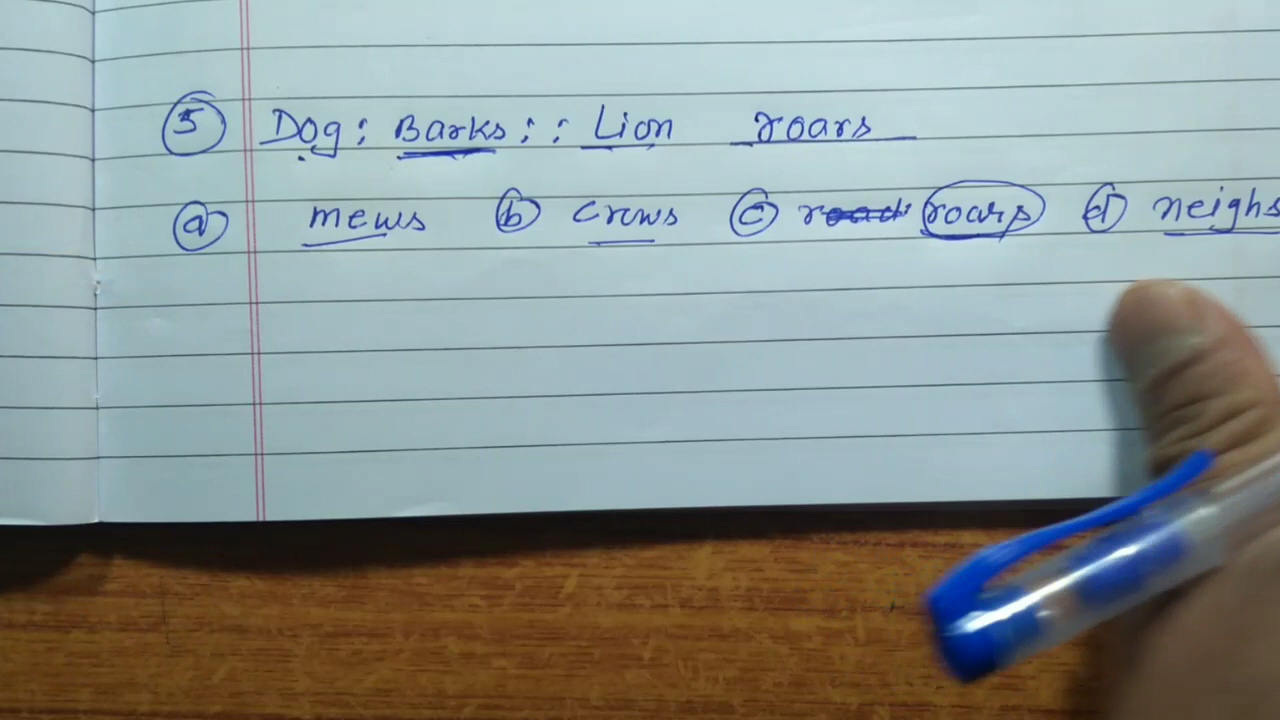 ⑤ Dog : Barks : : Lion roars
ⓐ mews ⓑ crows ⓒ roars ⓓ neighs